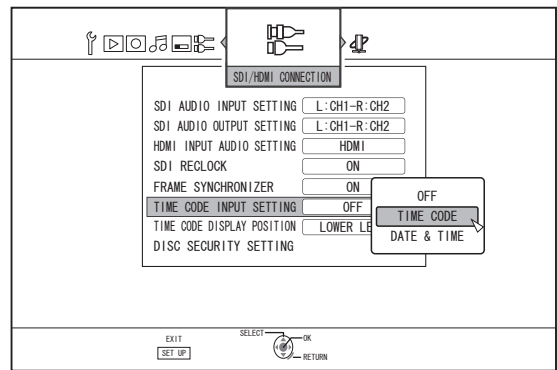 SDI/HDMI CONNECTION
SDI AUDIO INPUT SETTING L:CH1-R:CH2
SDI AUDIO OUTPUT SETTING L:CH1-R:CH2
HDMI INPUT AUDIO SETTING HDMI
SDI RECLOCK ON
FRAME SYNCHRONIZER ON
TIME CODE INPUT SETTING OFF
TIME CODE DISPLAY POSITION LOWER LE
DISC SECURITY SETTING
OFF
TIME CODE
DATE & TIME
EXIT
SET UP
SELECT
OK
RETURN